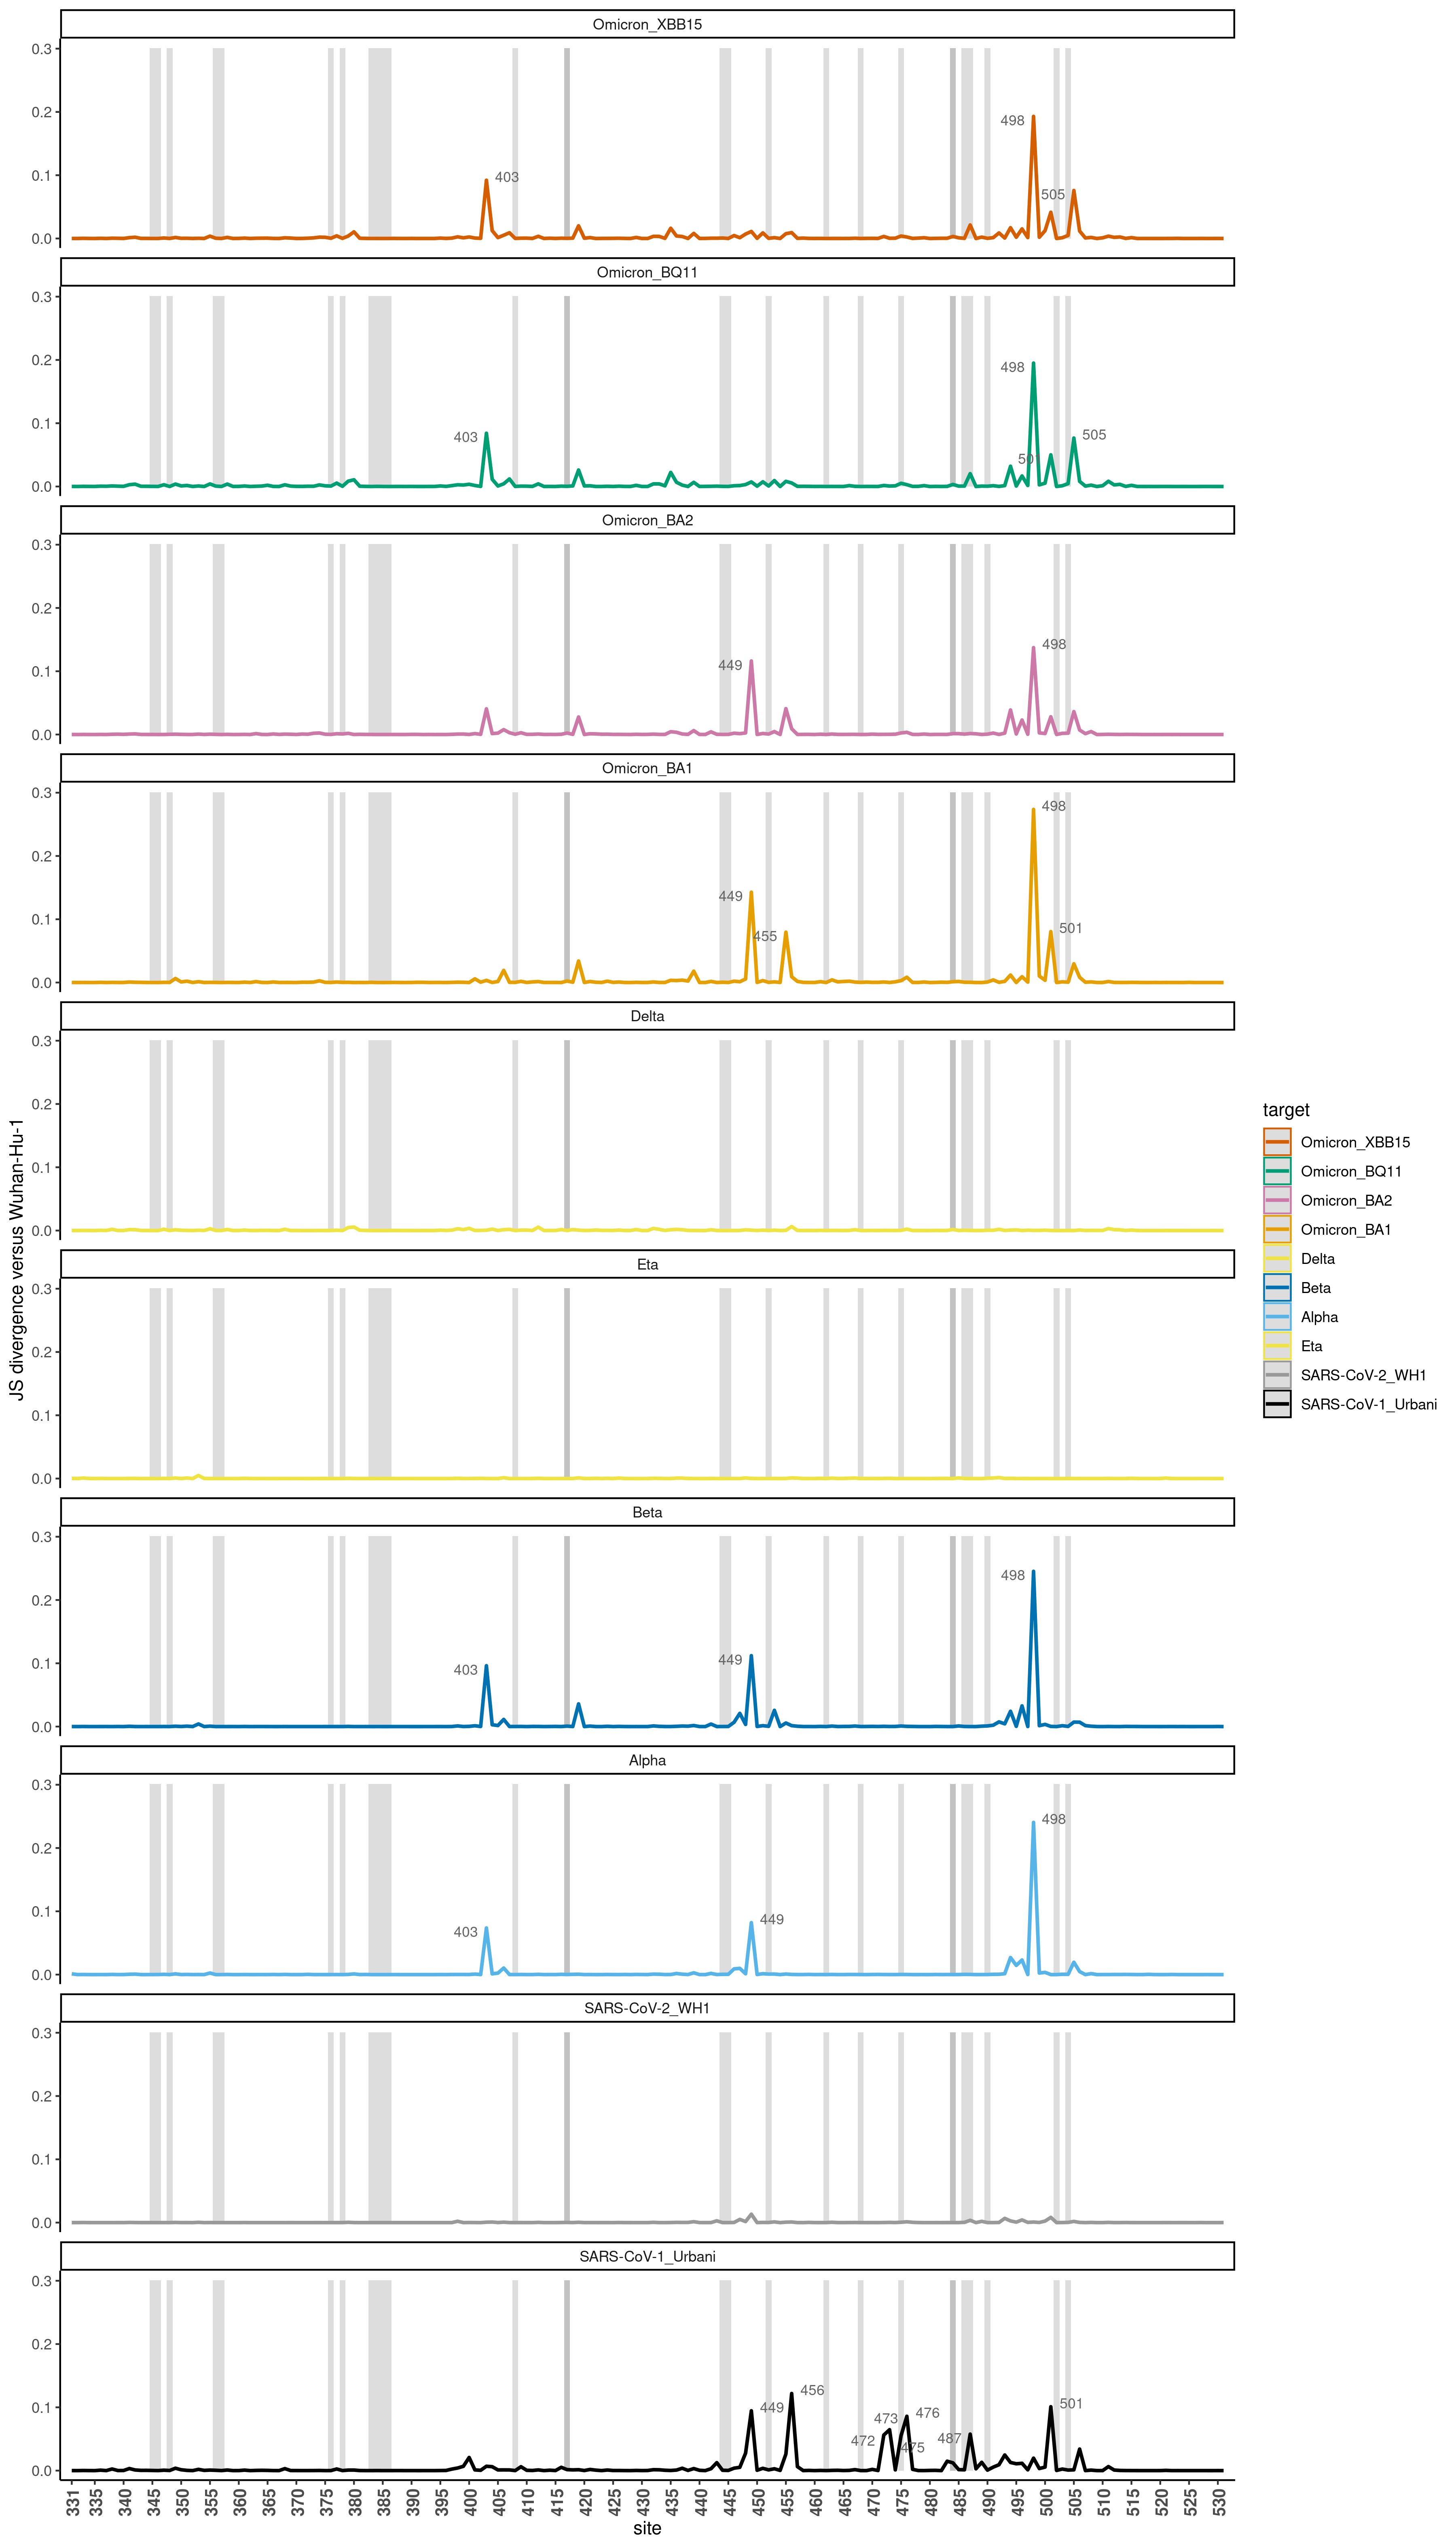 Omicron_XBB15
0.3
0.2
0.1
0.0
498
403
505
Omicron_BQ11
0.3
0.2
0.1
0.0
498
403
505
501
Omicron_BA2
0.3
0.2
0.1
0.0
498
449
Omicron_BA1
0.3
0.2
0.1
0.0
498
449
455
501
Delta
0.3
0.2
0.1
0.0
Eta
0.3
0.2
0.1
0.0
Beta
0.3
0.2
0.1
0.0
498
449
403
Alpha
0.3
0.2
0.1
0.0
498
449
403
SARS-CoV-2_WH1
0.3
0.2
0.1
0.0
SARS-CoV-1_Urbani
0.3
0.2
0.1
0.0
456
449
501
473
476
472
475
487
331 335 340 345 350 355 360 365 370 375 380 385 390 395 400 405 410 415 420 425 430 435 440 445 450 455 460 465 470 475 480 485 490 495 500 505 510 515 520 525 530
site
JS divergence versus Wuhan-Hu-1
target
Omicron_XBB15
Omicron_BQ11
Omicron_BA2
Omicron_BA1
Delta
Beta
Alpha
Eta
SARS-CoV-2_WH1
SARS-CoV-1_Urbani